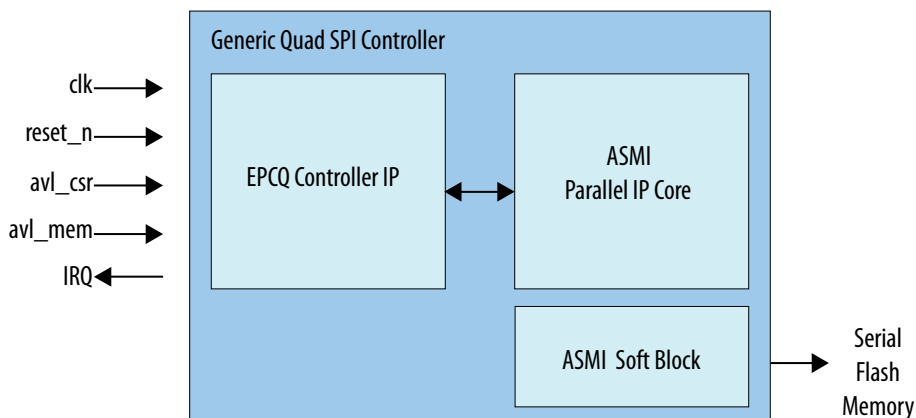 Generic Quad SPI Controller
clk
reset_n
avl_csr
avl_mem
IRQ
EPCQ Controller IP
ASMI
Parallel IP Core
ASMI Soft Block
Serial
Flash
Memory